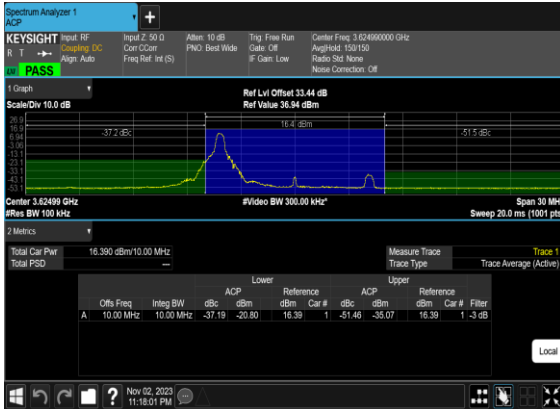 Spectrum Analyzer 1
ACP
+
KEYSIGHT Input: RF Input Z: 50 Ω Atten: 10 dB Trig: Free Run Center Freq: 3.624990000 GHz
R T Coupling: DC Corr CCorr PNO: Best Wide Gate: Off Avg|Hold: 150/150
Align: Auto Freq Ref: Int (S) IF Gain: Low Radio Std: None
PASS Noise Correction: Off
1 Graph
Scale/Div 10.0 dB
Ref Lvl Offset 33.44 dB
Ref Value 36.94 dBm
26.9
16.9
6.94
-3.06
-13.1
-23.1
-33.1
-43.1
-53.1
-37.2 dBc
16.4 dBm
-51.5 dBc
Center 3.62499 GHz #Video BW 300.00 kHz* Span 30 MH
#Res BW 100 kHz Sweep 20.0 ms (1001 pts
2 Metrics
Total Car Pwr 16.390 dBm/10.00 MHz Measure Trace Trace 1
Total PSD --- Trace Type Trace Average (Active)
Lower Upper
ACP Reference ACP Reference
Offs Freq Integ BW dBc dBm dBm Car # dBc dBm dBm Car # Filter
A 10.00 MHz 10.00 MHz -37.19 -20.80 16.39 1 -51.46 -35.07 16.39 1 -3 dB
Local
?
Nov 02, 2023
11:18:01 PM